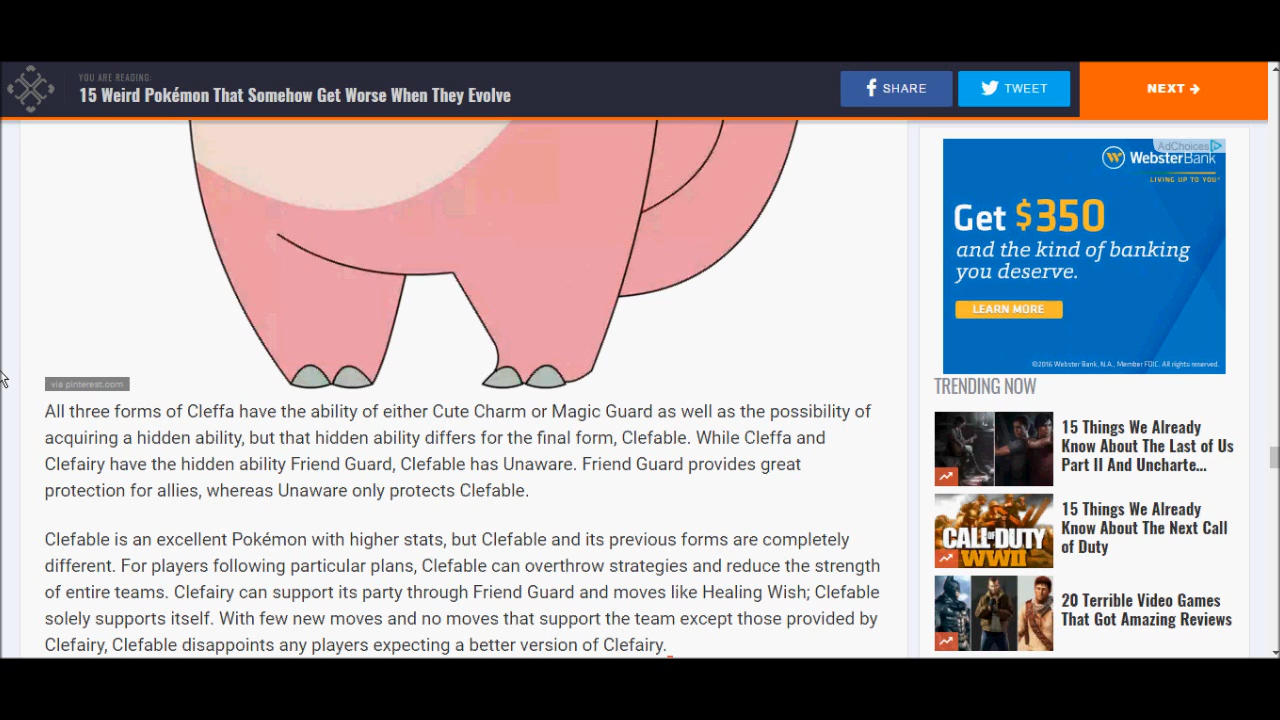 YOU ARE READING:
15 Weird Pokémon That Somehow Get Worse When They Evolve
SHARE
TWEET
NEXT
via pinterest.com
All three forms of Cleffa have the ability of either Cute Charm or Magic Guard as well as the possibility of
acquiring a hidden ability, but that hidden ability differs for the final form, Clefable. While Cleffa and
Clefairy have the hidden ability Friend Guard, Clefable has Unaware. Friend Guard provides great
protection for allies, whereas Unaware only protects Clefable.
Clefable is an excellent Pokémon with higher stats, but Clefable and its previous forms are completely
different. For players following particular plans, Clefable can overthrow strategies and reduce the strength
of entire teams. Clefairy can support its party through Friend Guard and moves like Healing Wish; Clefable
solely supports itself. With few new moves and no moves that support the team except those provided by
Clefairy, Clefable disappoints any players expecting a better version of Clefairy.
AdChoices
WebsterBank
LIVING UP TO YOU
Get $350
and the kind of banking
you deserve.
LEARN MORE
©2016 Webster Bank, N.A., Member FDIC. All rights reserved.
TRENDING NOW
15 Things We Already
Know About The Last of Us
Part II And Uncharte...
CALL OF DUTY
WWII
15 Things We Already
Know About The Next Call
of Duty
20 Terrible Video Games
That Got Amazing Reviews